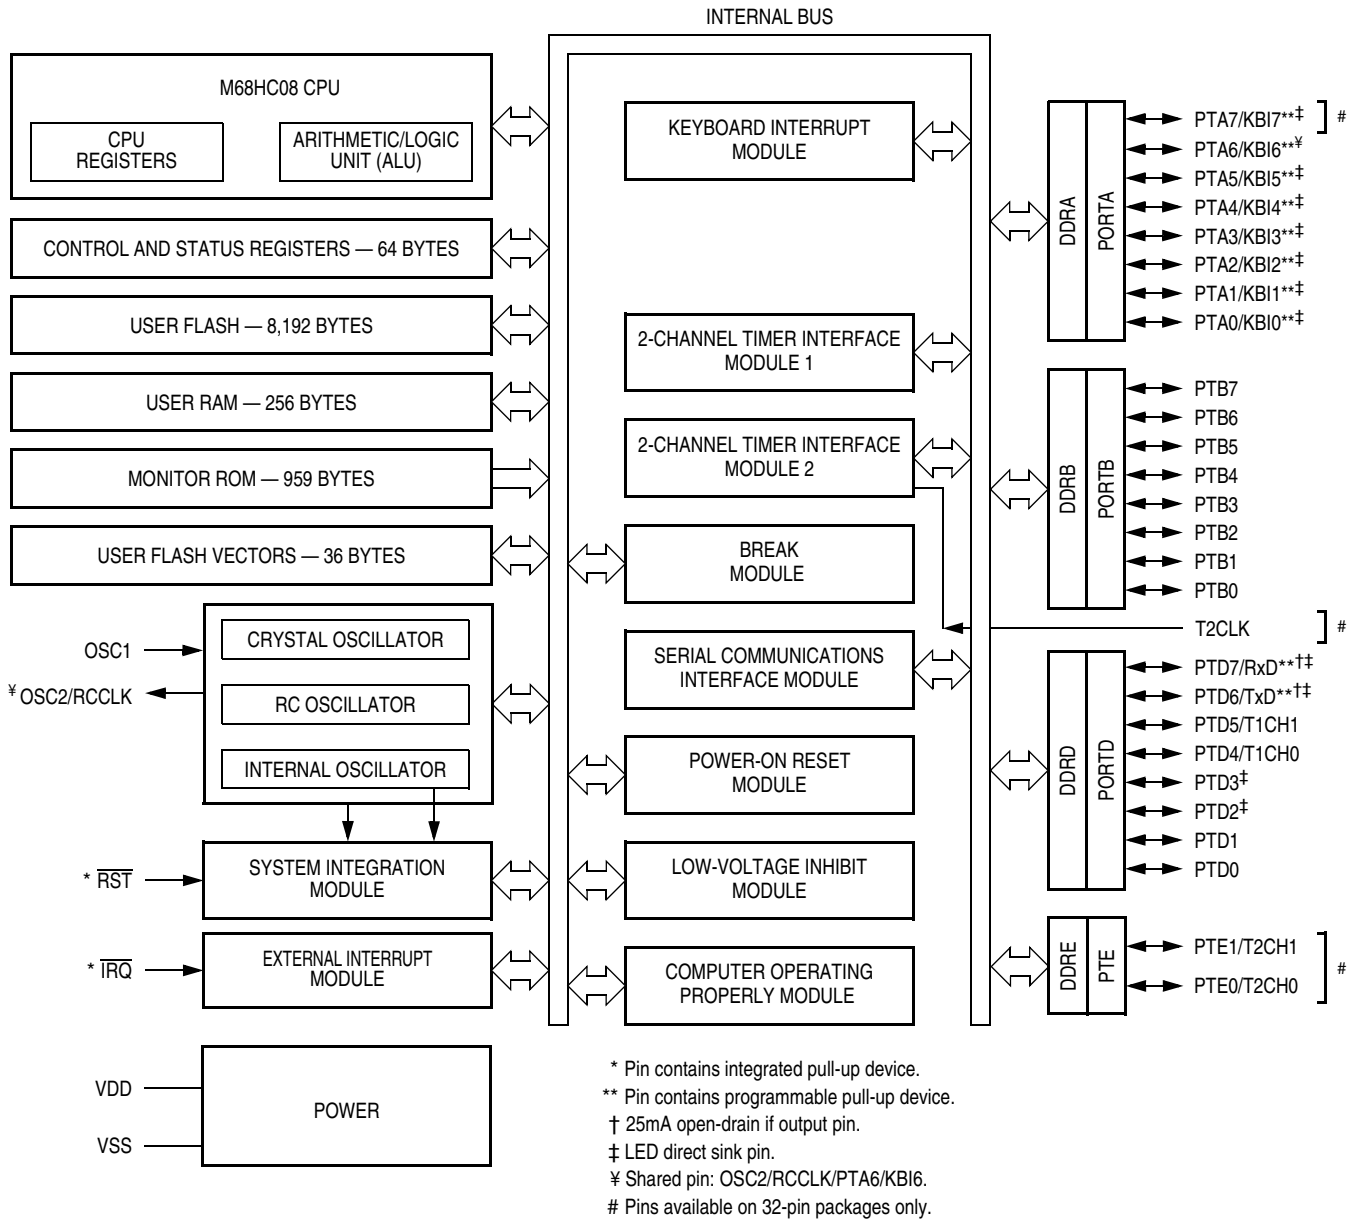 INTERNAL BUS
M68HC08 CPU
CPU
REGISTERS
ARITHMETIC/LOGIC
UNIT (ALU)
CONTROL AND STATUS REGISTERS — 64 BYTES
USER FLASH — 8,192 BYTES
USER RAM — 256 BYTES
MONITOR ROM — 959 BYTES
USER FLASH VECTORS — 36 BYTES
OSC1
¥ OSC2/RCCLK
CRYSTAL OSCILLATOR
RC OSCILLATOR
INTERNAL OSCILLATOR
* R̅S̅T̅
SYSTEM INTEGRATION
MODULE
* I̅R̅Q̅
EXTERNAL INTERRUPT
MODULE
VDD
VSS
POWER
KEYBOARD INTERRUPT
MODULE
2-CHANNEL TIMER INTERFACE
MODULE 1
2-CHANNEL TIMER INTERFACE
MODULE 2
BREAK
MODULE
SERIAL COMMUNICATIONS
INTERFACE MODULE
POWER-ON RESET
MODULE
LOW-VOLTAGE INHIBIT
MODULE
COMPUTER OPERATING
PROPERLY MODULE
DDRA
PORTA
PTA7/KBI7**‡ #
PTA6/KBI6**¥
PTA5/KBI5**‡
PTA4/KBI4**‡
PTA3/KBI3**‡
PTA2/KBI2**‡
PTA1/KBI1**‡
PTA0/KBI0**‡
DDRB
PORTB
PTB7
PTB6
PTB5
PTB4
PTB3
PTB2
PTB1
PTB0
T2CLK #
DDRD
PORTD
PTD7/RxD**†‡
PTD6/TxD**†‡
PTD5/T1CH1
PTD4/T1CH0
PTD3‡
PTD2‡
PTD1
PTD0
DDRE
PTE
PTE1/T2CH1
#
PTE0/T2CH0
* Pin contains integrated pull-up device.
** Pin contains programmable pull-up device.
† 25mA open-drain if output pin.
‡ LED direct sink pin.
¥ Shared pin: OSC2/RCCLK/PTA6/KBI6.
# Pins available on 32-pin packages only.